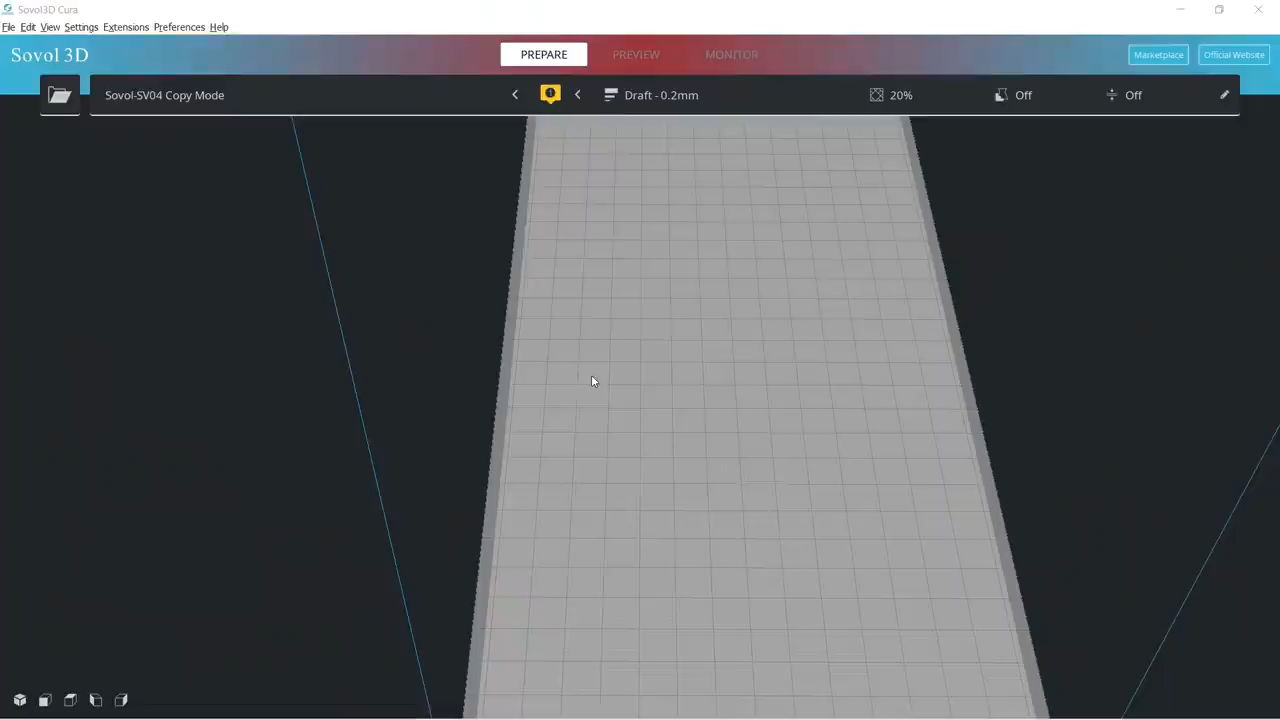 Sovol3D Cura
File Edit View Settings Extensions Preferences Help
Sovol 3D
PREPARE
PREVIEW
MONITOR
Marketplace
Official Website
Sovol-SV04 Copy Mode
1
Draft - 0.2mm
20%
Off
Off